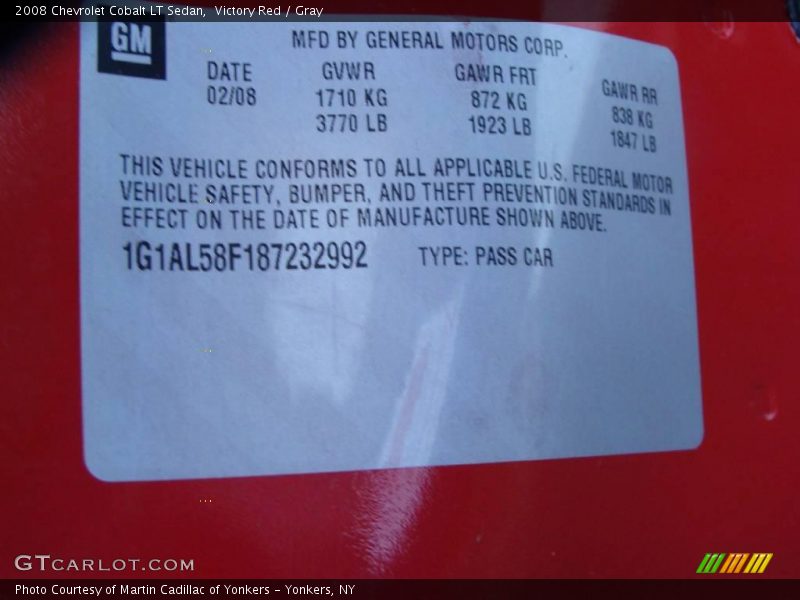 2008 Chevrolet Cobalt LT Sedan, Victory Red / Gray
GM
MFD BY GENERAL MOTORS CORP.
DATE GVWR GAWR FRT GAWR RR
02/08 1710 KG 872 KG 838 KG
3770 LB 1923 LB 1847 LB
THIS VEHICLE CONFORMS TO ALL APPLICABLE U.S. FEDERAL MOTOR
VEHICLE SAFETY, BUMPER, AND THEFT PREVENTION STANDARDS IN
EFFECT ON THE DATE OF MANUFACTURE SHOWN ABOVE.
1G1AL58F187232992 TYPE: PASS CAR
GTCARLOT.COM
Photo Courtesy of Martin Cadillac of Yonkers - Yonkers, NY